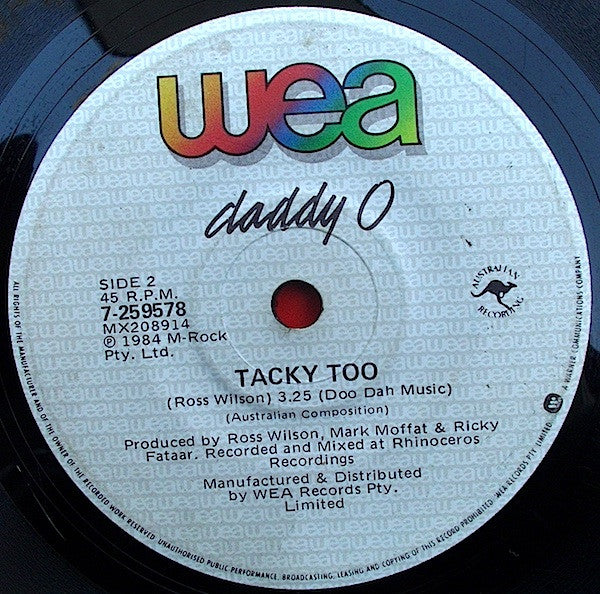 wea
daddy O
SIDE 2
45 R.P.M.
7-259578
MX208914
℗ 1984 M-Rock
Pty. Ltd.
AUSTRALIAN
RECORDING
TACKY TOO
(Ross Wilson) 3.25 (Doo Dah Music)
(Australian Composition)
Produced by Ross Wilson, Mark Moffat & Ricky
Fataar. Recorded and Mixed at Rhinoceros
Recordings
Manufactured & Distributed
by WEA Records Pty.
Limited
ALL RIGHTS OF THE MANUFACTURER AND OF THE OWNER OF THE RECORDED WORK RESERVED. UNAUTHORISED PUBLIC PERFORMANCE, BROADCASTING, LEASING AND COPYING OF THIS RECORD PROHIBITED. WEA RECORDS PTY. LIMITED.
A WARNER COMMUNICATIONS COMPANY